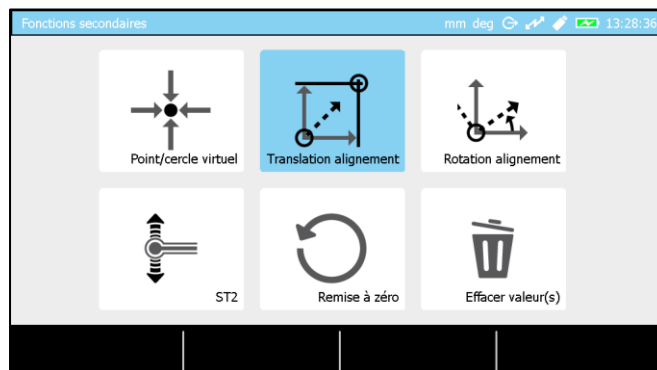 Fonctions secondaires
mm deg 13:28:36
Point/cercle virtuel
Translation alignement
Rotation alignement
ST2
Remise à zéro
Effacer valeur(s)